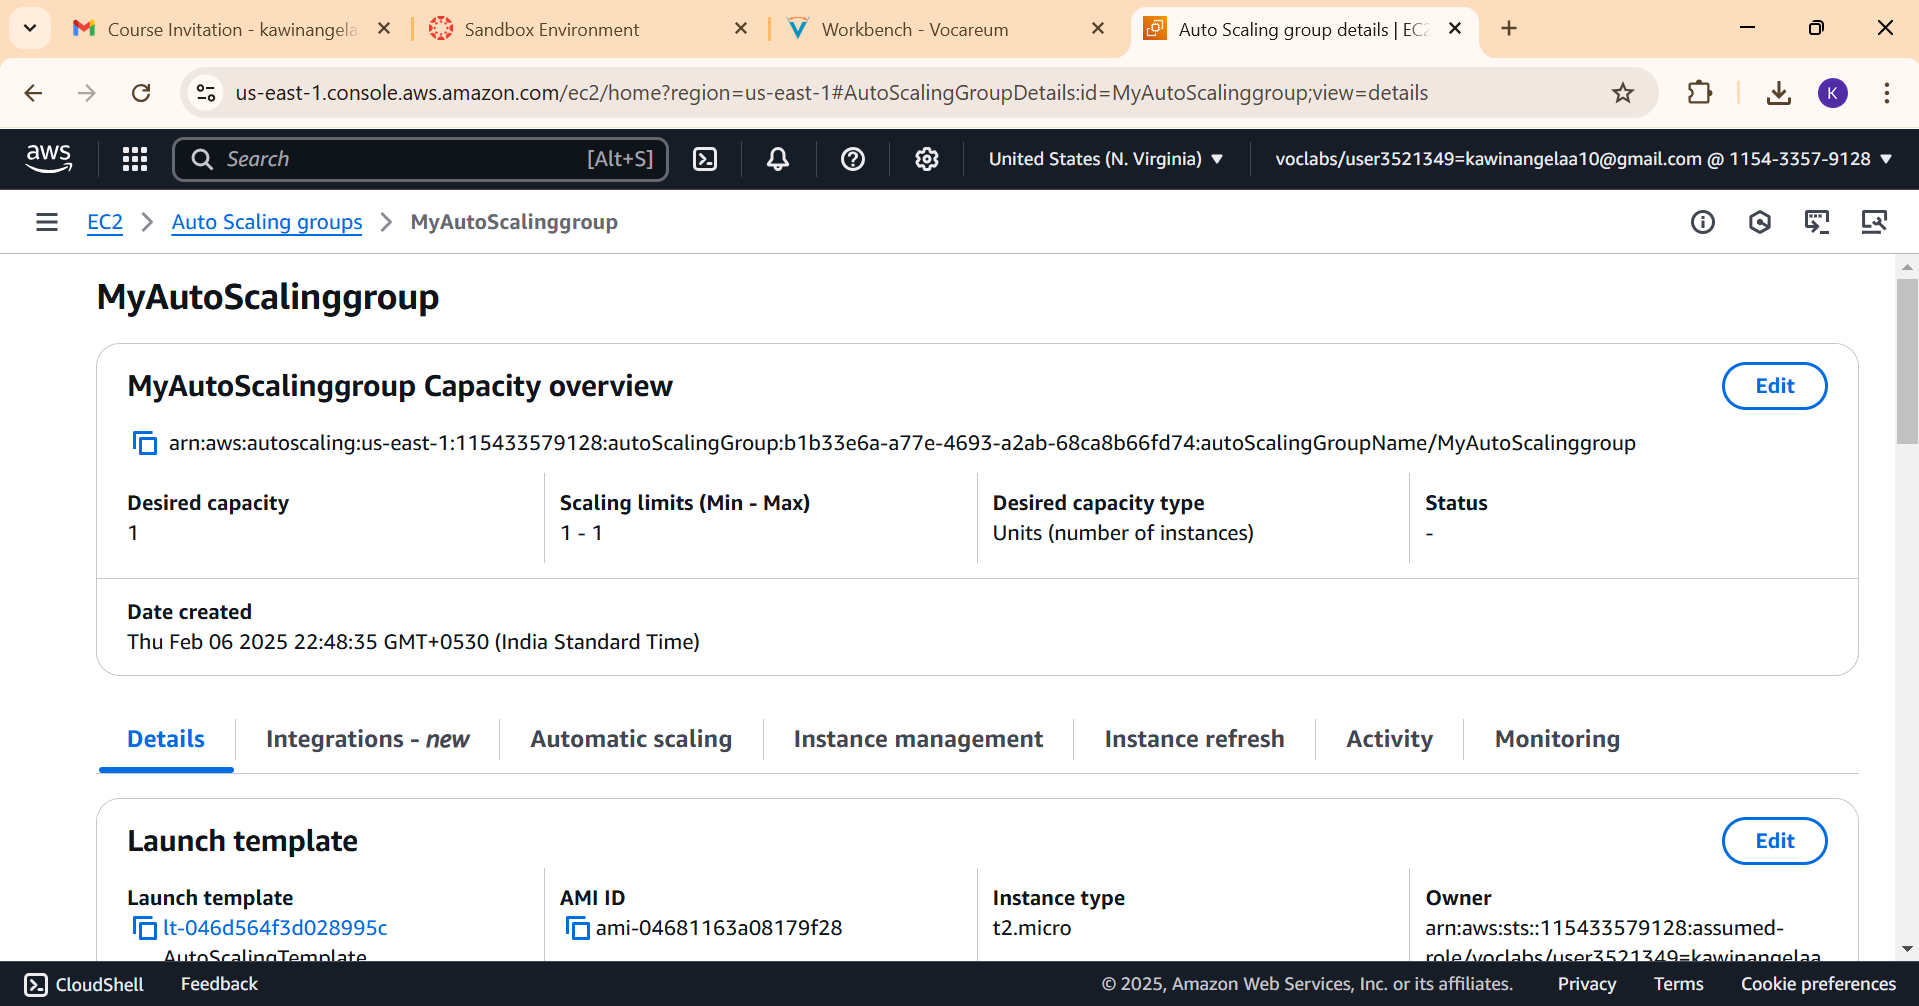 Course Invitation - kawinangela
Sandbox Environment
Workbench - Vocareum
Auto Scaling group details | EC2
us-east-1.console.aws.amazon.com/ec2/home?region=us-east-1#AutoScalingGroupDetails:id=MyAutoScalinggroup;view=details
K
aws
Search
[Alt+S]
United States (N. Virginia)
voclabs/user3521349=kawinangelaa10@gmail.com @ 1154-3357-9128
EC2
Auto Scaling groups
MyAutoScalinggroup
MyAutoScalinggroup
MyAutoScalinggroup Capacity overview
Edit
arn:aws:autoscaling:us-east-1:115433579128:autoScalingGroup:b1b33e6a-a77e-4693-a2ab-68ca8b66fd74:autoScalingGroupName/MyAutoScalinggroup
Desired capacity
1
Scaling limits (Min - Max)
1 - 1
Desired capacity type
Units (number of instances)
Status
-
Date created
Thu Feb 06 2025 22:48:35 GMT+0530 (India Standard Time)
Details
Integrations - new
Automatic scaling
Instance management
Instance refresh
Activity
Monitoring
Launch template
Edit
Launch template
lt-046d564f3d028995c
AutoScalingTemplate
AMI ID
ami-04681163a08179f28
Instance type
t2.micro
Owner
arn:aws:sts::115433579128:assumed-
role/voclabs/user3521349=kawinangelaa
CloudShell
Feedback
© 2025, Amazon Web Services, Inc. or its affiliates.
Privacy
Terms
Cookie preferences